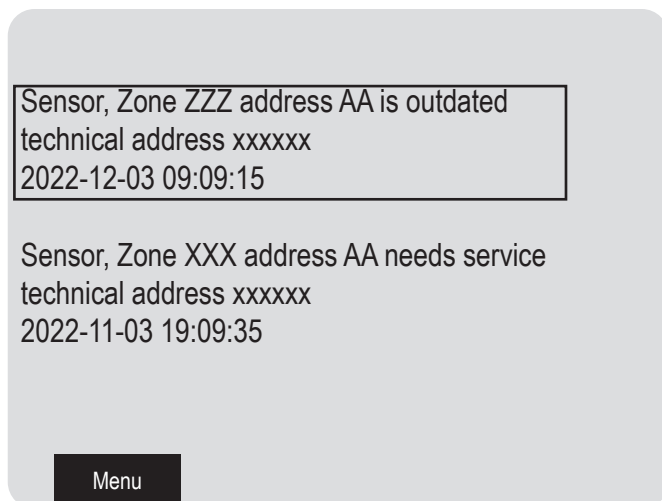 Sensor, Zone ZZZ address AA is outdated
technical address xxxxxx
2022-12-03 09:09:15
Sensor, Zone XXX address AA needs service
technical address xxxxxx
2022-11-03 19:09:35
Menu